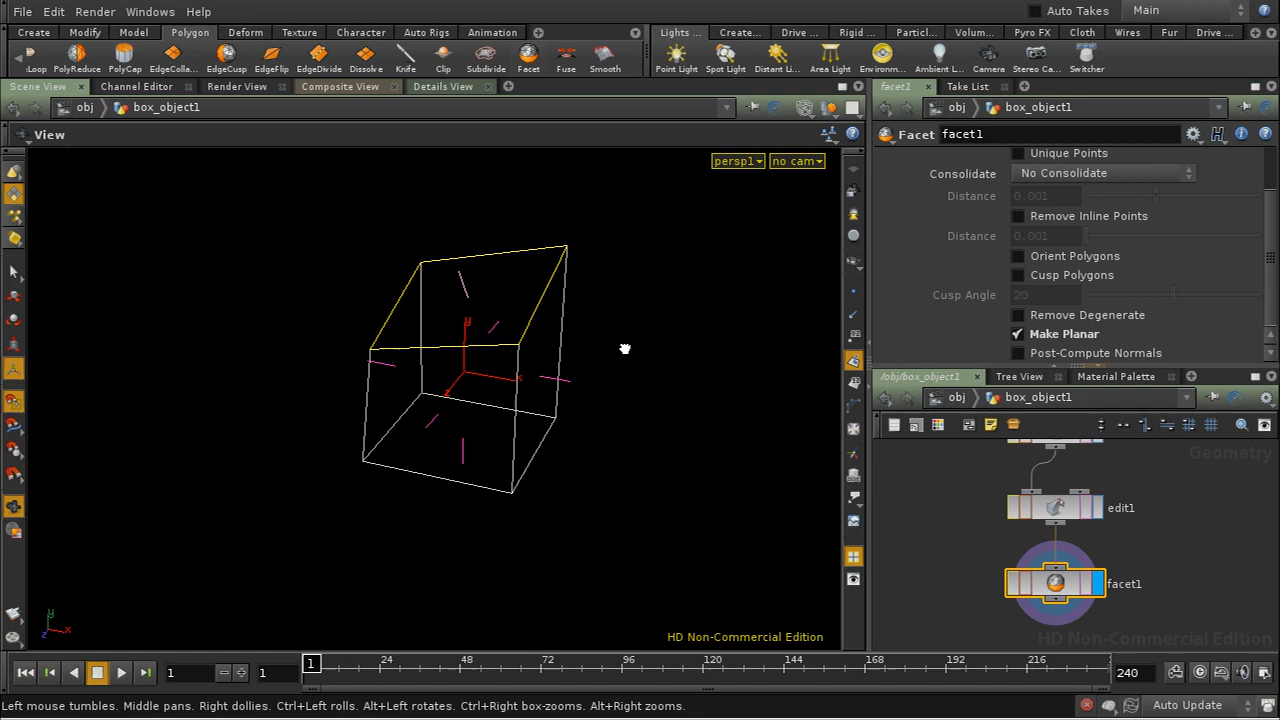 File Edit Render Windows Help Auto Takes Main
Create Modify Model Polygon Deform Texture Character Auto Rigs Animation Lights... Create... Drive ... Rigid ... Particl... Volum... Pyro FX Cloth Wires Fur Drive ...
:Loop PolyReduce PolyCap EdgeColla... EdgeCusp EdgeFlip EdgeDivide Dissolve Knife Clip Subdivide Facet Fuse Smooth Point Light Spot Light Distant Li... Area Light Environm... Ambient L... Camera Stereo Ca... Switcher
Scene View Channel Editor Render View Composite View Details View facet1 Take List
obj box_object1 obj box_object1
View Facet facet1
persp1 no cam
Unique Points
Consolidate No Consolidate
Distance 0.001
Remove Inline Points
Distance 0.001
Orient Polygons
Cusp Polygons
Cusp Angle 20
Remove Degenerate
Make Planar
Post-Compute Normals
/obj/box_object1 Tree View Material Palette
obj box_object1
Geometry
edit1
facet1
y
x
z
y
z x
HD Non-Commercial Edition HD Non-Commercial Edition
1 1 1 24 48 72 96 120 144 168 192 216 240
Left mouse tumbles. Middle pans. Right dollies. Ctrl+Left rolls. Alt+Left rotates. Ctrl+Right box-zooms. Alt+Right zooms. Auto Update